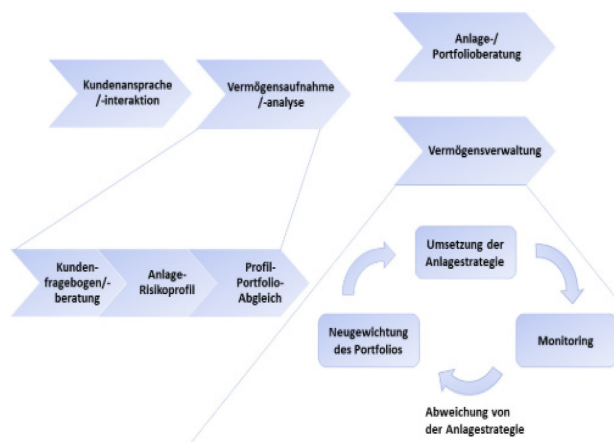 Kundenansprache
/-interaktion
Vermögensaufnahme
/-analyse
Anlage-/
Portfolioberatung
Vermögensverwaltung
Kunden-
fragebogen/-
beratung
Anlage-
Risikoprofil
Profil-
Portfolio-
Abgleich
Umsetzung der
Anlagestrategie
Neugewichtung
des Portfolios
Monitoring
Abweichung von
der Anlagestrategie